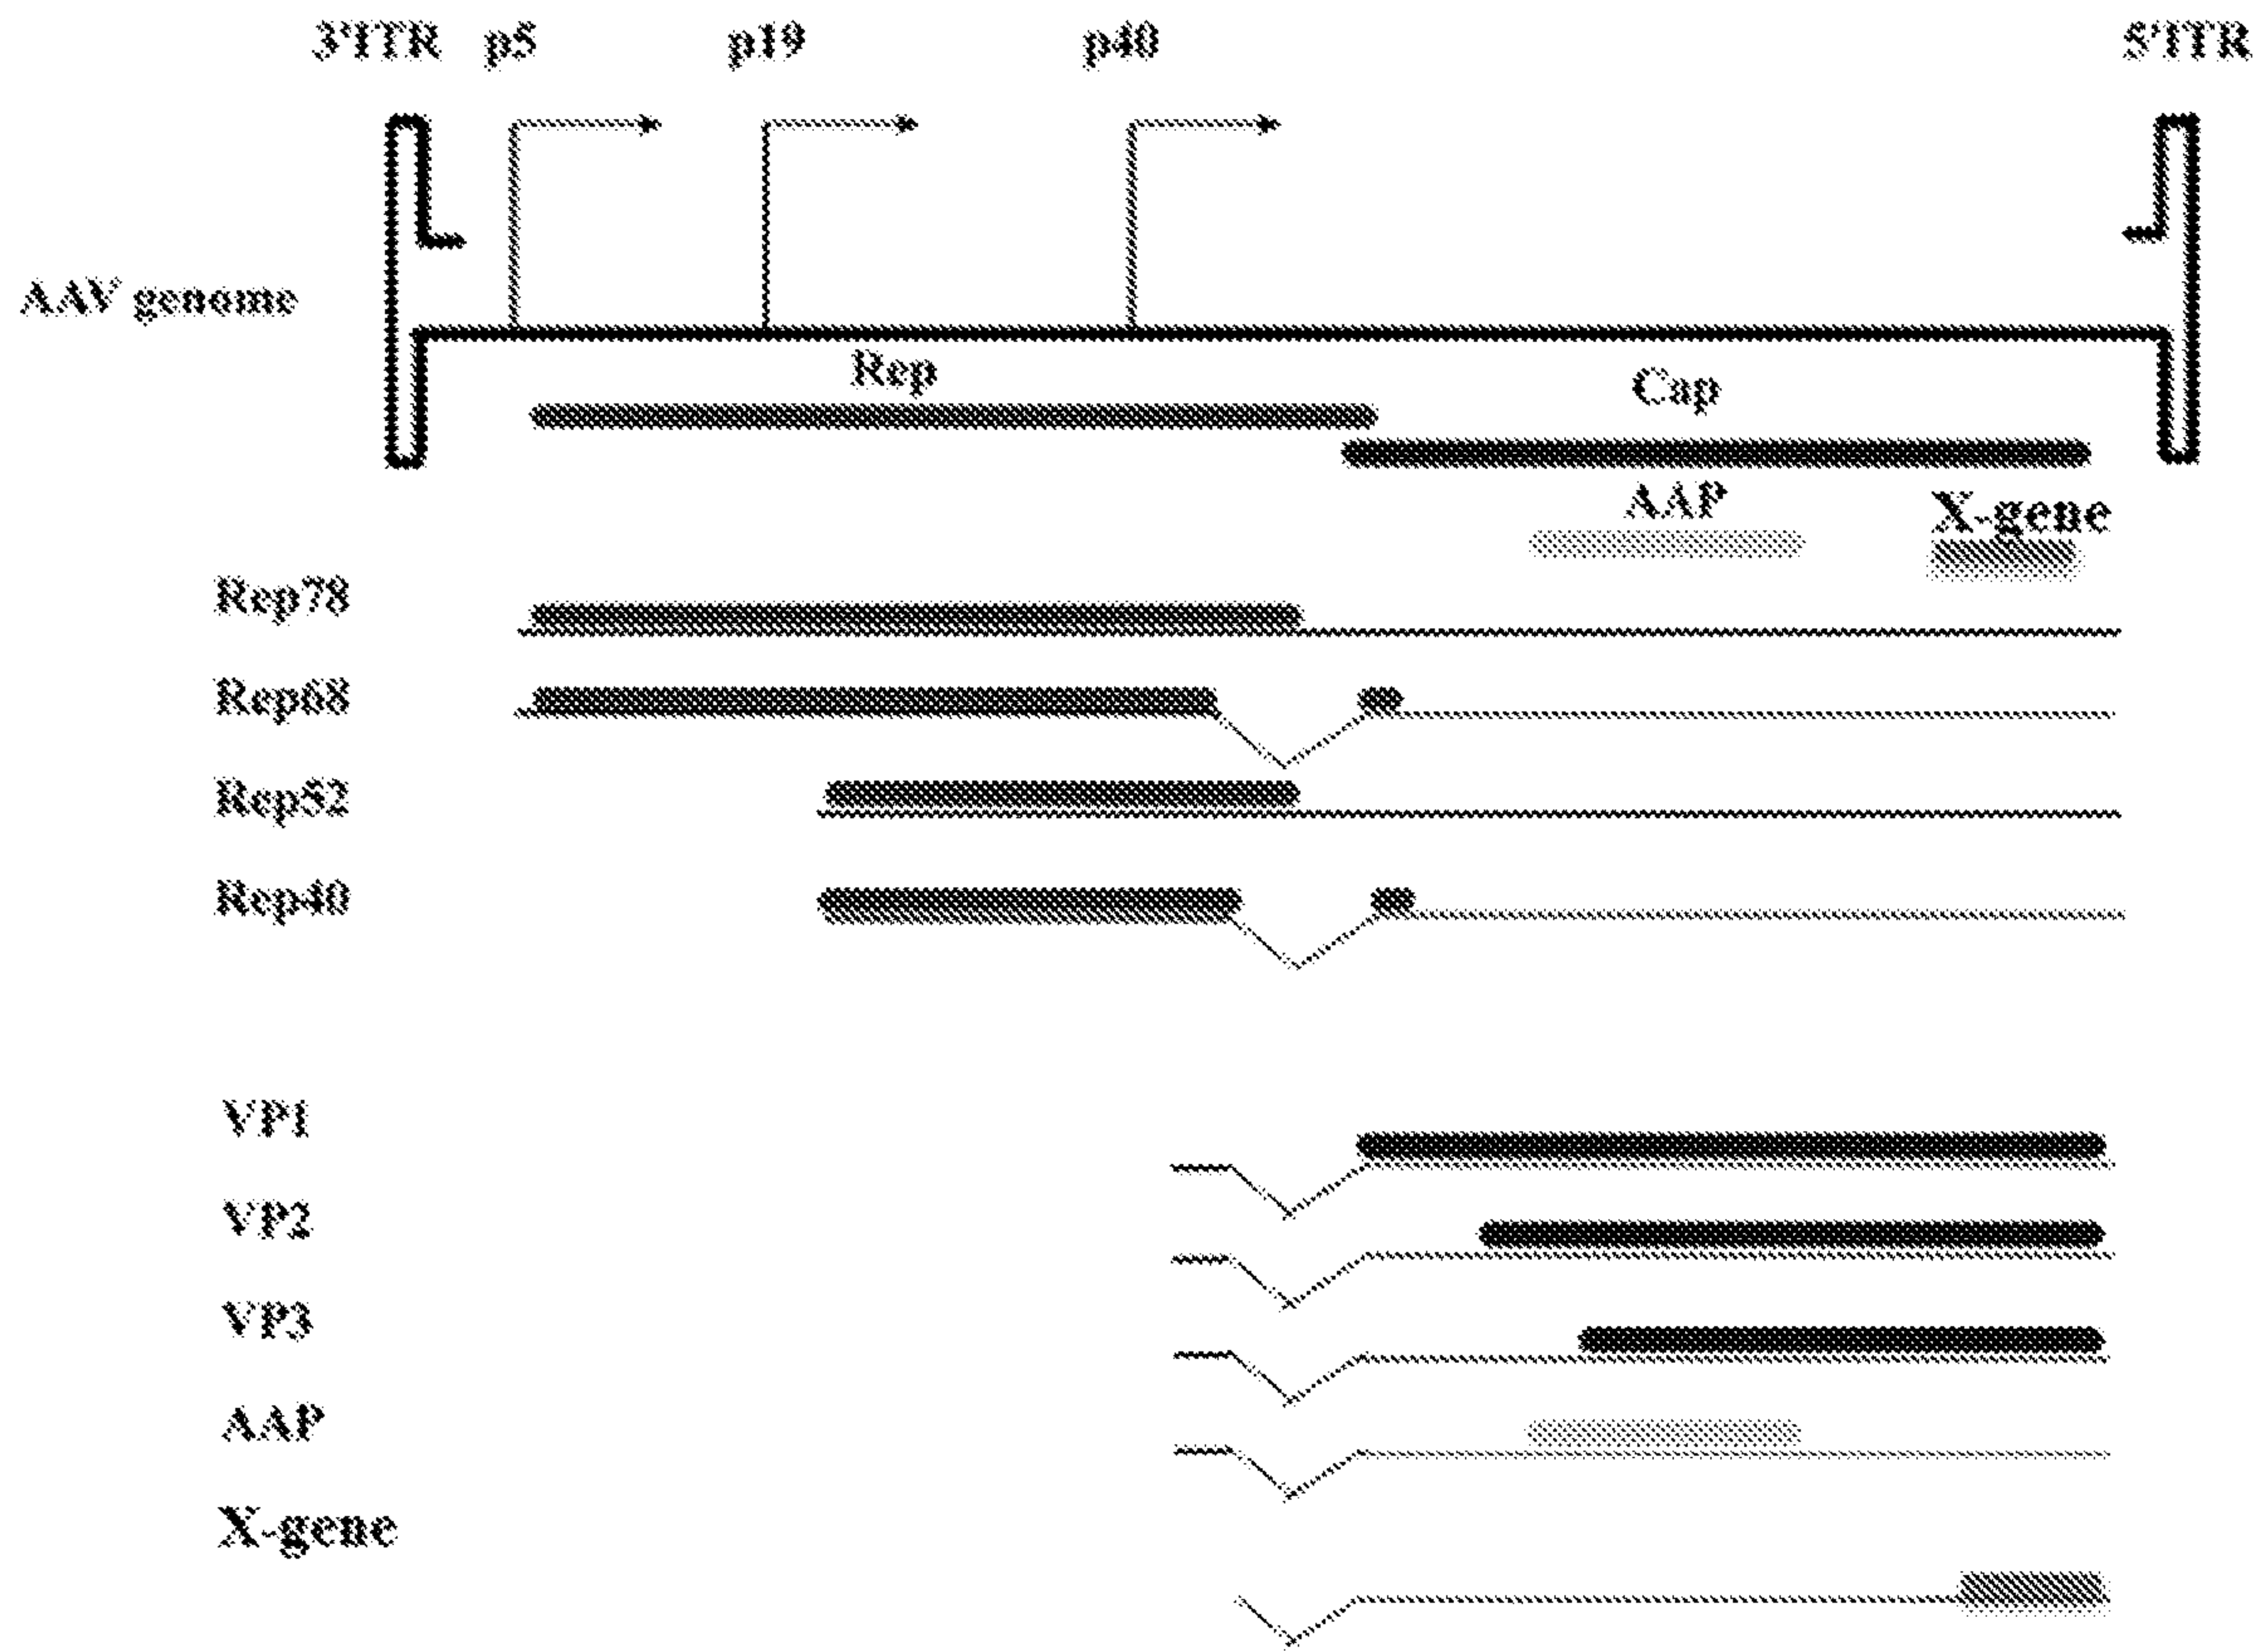 3'ITR p5 p19 p40 5'ITR
AAV genome
Rep
Cap
AAP
X-gene
Rep78
Rep68
Rep52
Rep40
VP1
VP2
VP3
AAP
X-gene